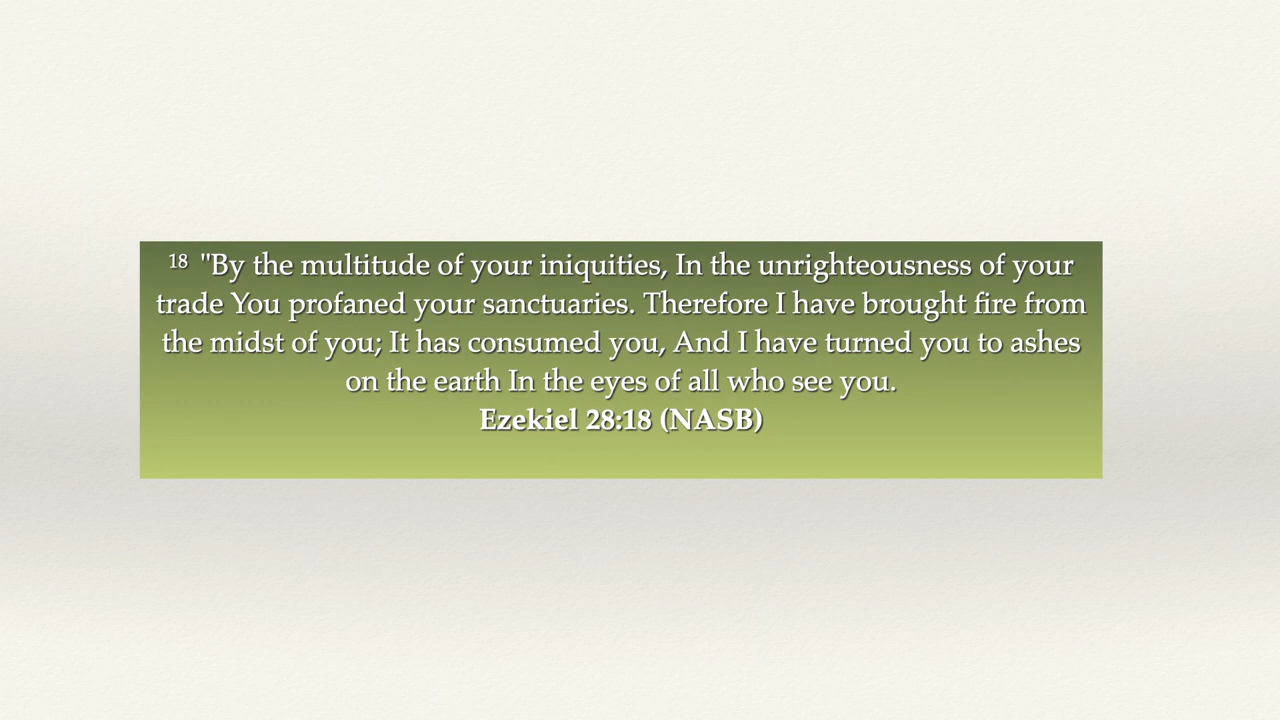 18 "By the multitude of your iniquities, In the unrighteousness of your
trade You profaned your sanctuaries. Therefore I have brought fire from
the midst of you; It has consumed you, And I have turned you to ashes
on the earth In the eyes of all who see you.
Ezekiel 28:18 (NASB)